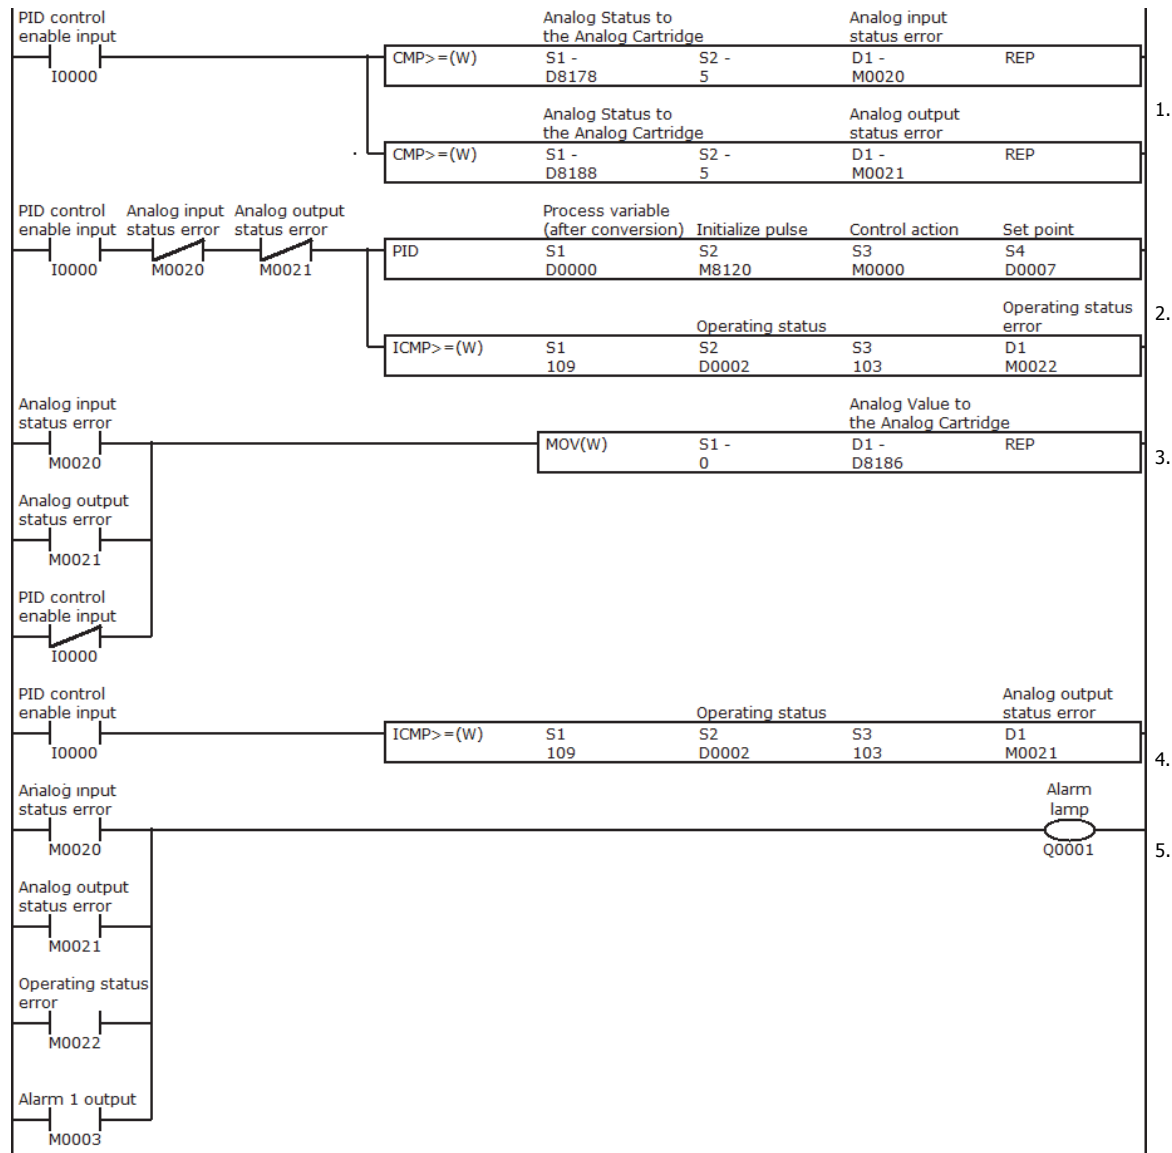 PID control
enable input
I0000
Analog Status to
the Analog Cartridge
Analog input
status error
CMP>=(W) S1 - S2 - D1 - REP
D8178 5 M0020
1.
Analog Status to
the Analog Cartridge
Analog output
status error
CMP>=(W) S1 - S2 - D1 - REP
D8188 5 M0021
PID control
enable input
I0000
Analog input
status error
M0020
Analog output
status error
M0021
Process variable
(after conversion) Initialize pulse Control action Set point
PID S1 S2 S3 S4
D0000 M8120 M0000 D0007
2.
Operating status
Operating status
error
ICMP>=(W) S1 S2 S3 D1
109 D0002 103 M0022
Analog input
status error
M0020
Analog Value to
the Analog Cartridge
MOV(W) S1 - D1 - REP
0 D8186
3.
Analog output
status error
M0021
PID control
enable input
I0000
PID control
enable input
I0000
Operating status
Analog output
status error
ICMP>=(W) S1 S2 S3 D1
109 D0002 103 M0021
4.
Analog input
status error
M0020
Alarm
lamp
Q0001
5.
Analog output
status error
M0021
Operating status
error
M0022
Alarm 1 output
M0003